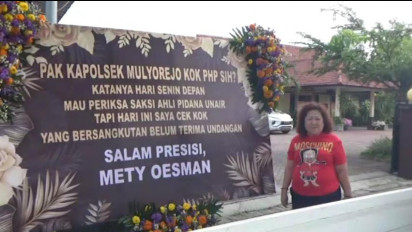 PAK KAPOLSEK MULYOREJO KOK PHP SIH?
KATANYA HARI SENIN DEPAN
MAU PERIKSA SAKSI AHLI PIDANA UNAIR
TAPI HARI INI SAYA CEK KOK
YANG BERSANGKUTAN BELUM TERIMA UNDANGAN
SALAM PRESISI,
METY OESMAN
MOSCHINO